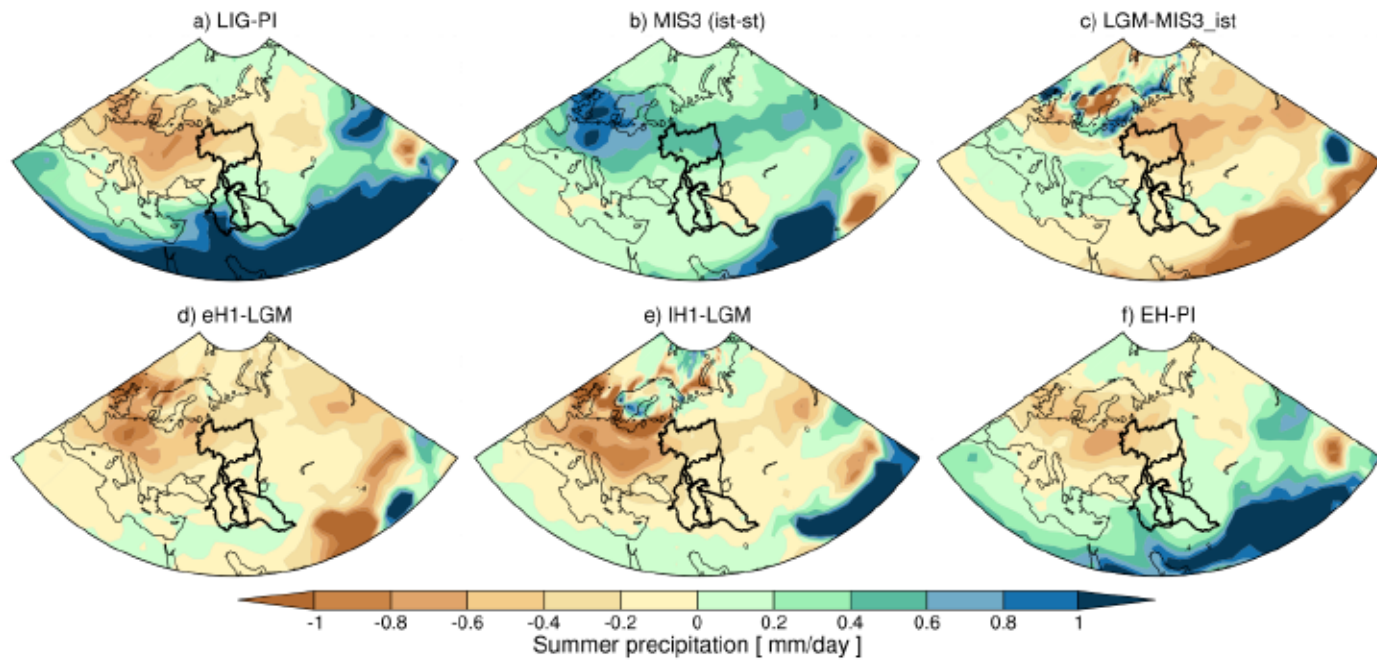 a) LIG-PI
b) MIS3 (ist-st)
c) LGM-MIS3_ist
d) eH1-LGM
e) lH1-LGM
f) EH-PI
-1 -0.8 -0.6 -0.4 -0.2 0 0.2 0.4 0.6 0.8 1
Summer precipitation [ mm/day ]